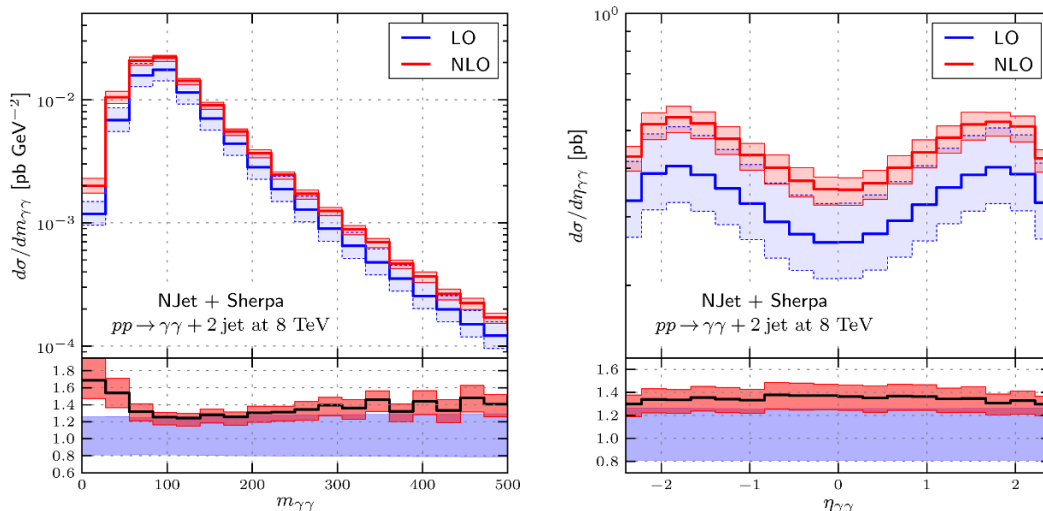 LO
NLO
dσ/dm_γγ [pb GeV⁻²]
10⁻²
10⁻³
10⁻⁴
NJet + Sherpa
pp → γγ + 2 jet at 8 TeV
1.8
1.6
1.4
1.2
1.0
0.8
0.6
0 100 200 300 400 500
m_γγ
10⁰
LO
NLO
dσ/dη_γγ [pb]
NJet + Sherpa
pp → γγ + 2 jet at 8 TeV
1.6
1.4
1.2
1.0
0.8
−2 −1 0 1 2
η_γγ